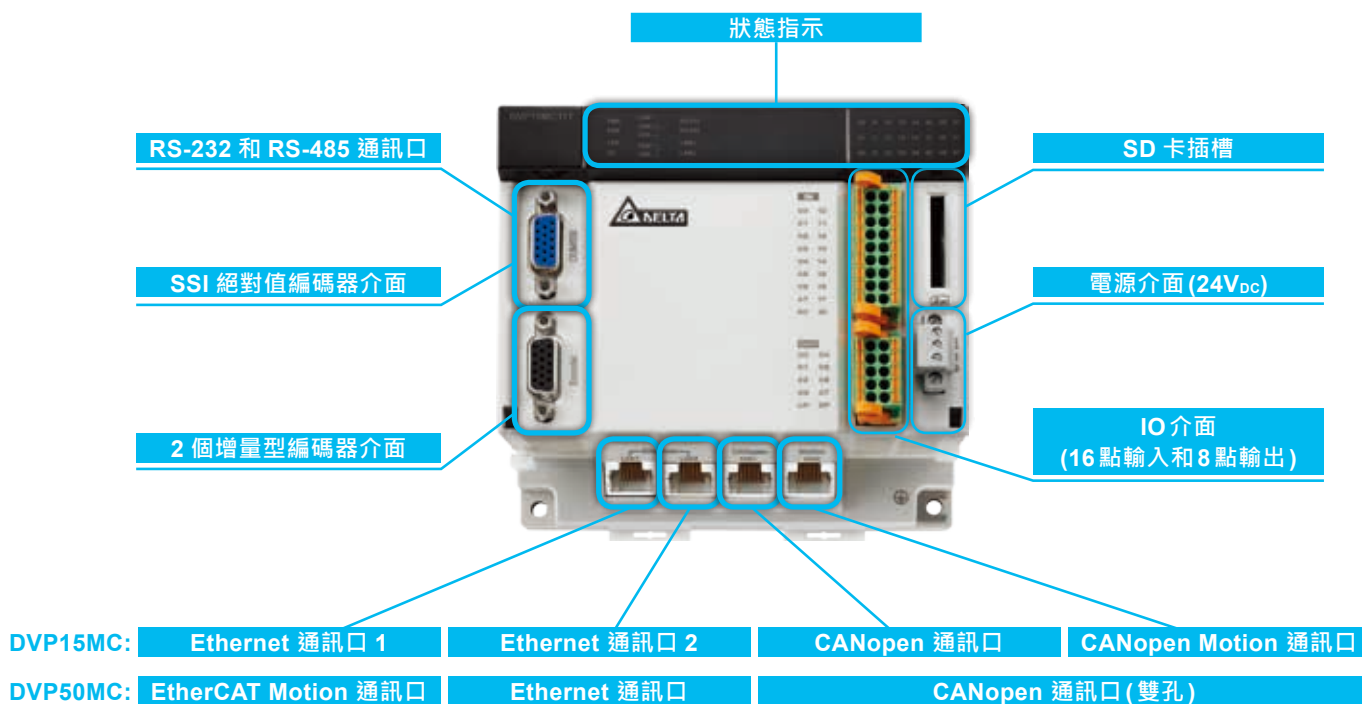 狀態指示
DVP15MC11T
RS-232 和 RS-485 通訊口
SD 卡插槽
DELTA
SSI 絕對值編碼器介面
電源介面(24VDC)
Encoder
2 個增量型編碼器介面
IO介面
(16點輸入和8點輸出)
DVP15MC: Ethernet 通訊口 1 Ethernet 通訊口 2 CANopen 通訊口 CANopen Motion 通訊口
DVP50MC: EtherCAT Motion 通訊口 Ethernet 通訊口 CANopen 通訊口(雙孔)